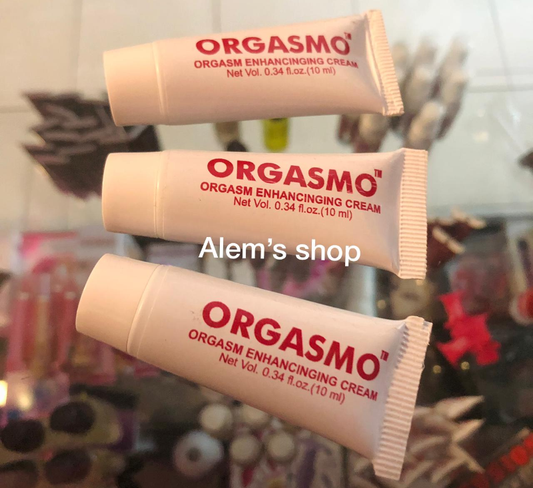 ORGASMO™
ORGASM ENHANCINGING CREAM
Net Vol. 0.34 fl.oz.(10 ml)
ORGASMO™
ORGASM ENHANCINGING CREAM
Net Vol. 0.34 fl.oz.(10 ml)
Alem's shop
ORGASMO™
ORGASM ENHANCINGING CREAM
Net Vol. 0.34 fl.oz.(10 ml)